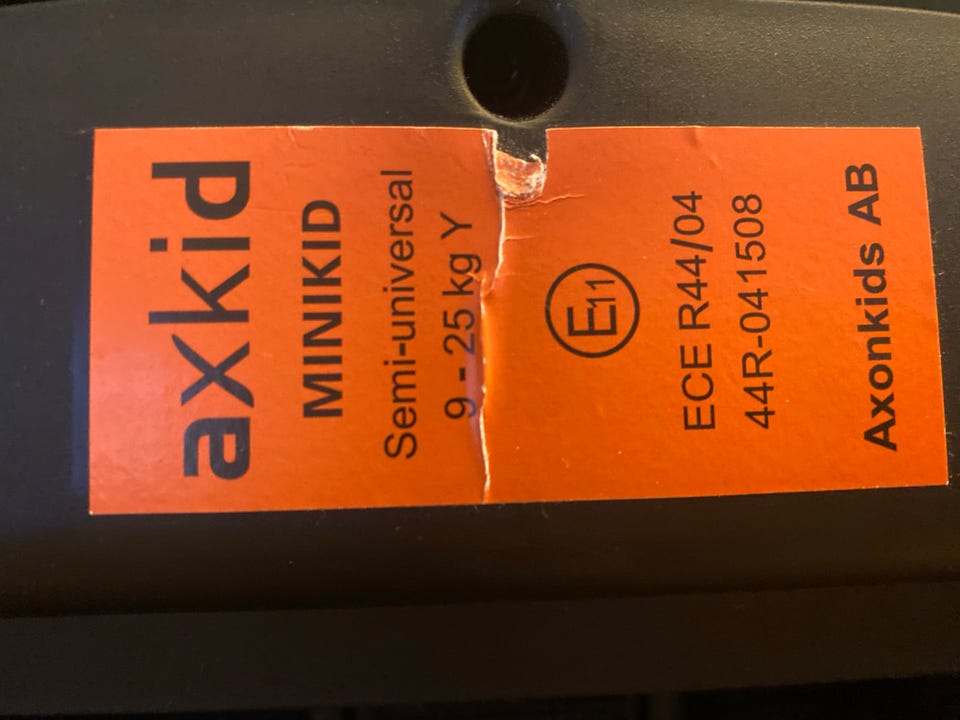 axkid
MINIKID
Semi-universal
9 - 25 kg Y
E11
ECE R44/04
44R-041508
Axonkids AB